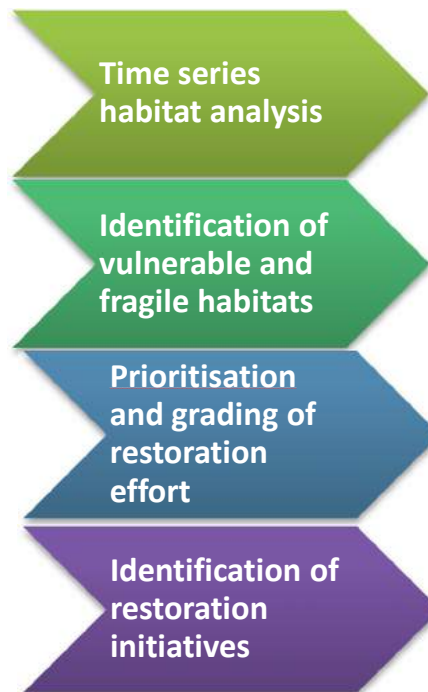 Time series
habitat analysis
Identification of
vulnerable and
fragile habitats
Prioritisation
and grading of
restoration
effort
Identification of
restoration
initiatives